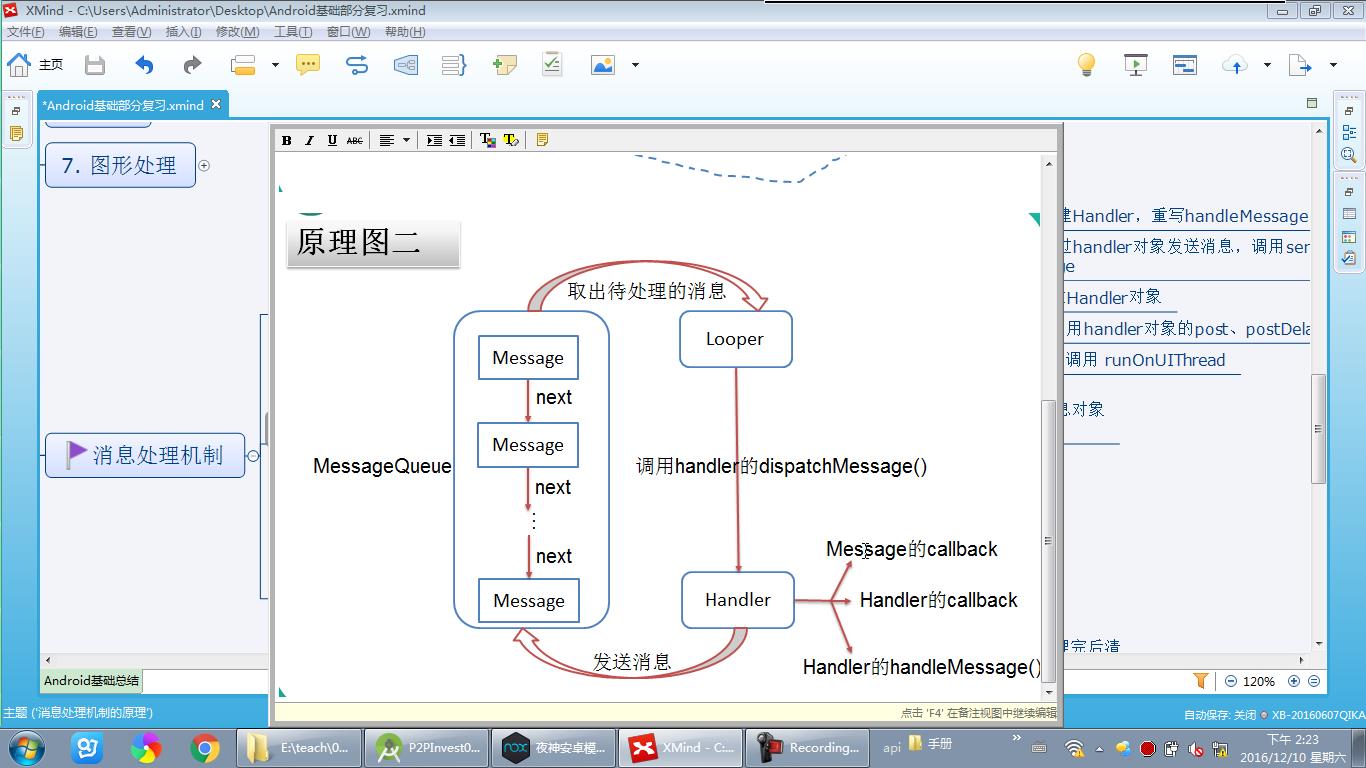 XMind - C:\Users\Administrator\Desktop\Android基础部分复习.xmind
文件(F) 编辑(E) 查看(V) 插入(I) 修改(M) 工具(T) 窗口(W) 帮助(H)
主页
*Android基础部分复习.xmind
B I U ABC
7. 图形处理
原理图二
取出待处理的消息
Looper
Message
next
Message
next
next
Message
MessageQueue
调用handler的dispatchMessage()
Handler
Message的callback
Handler的callback
Handler的handleMessage()
发送消息
消息处理机制
建Handler，重写handleMessage
过handler对象发送消息，调用ser
ge
Handler对象
用handler对象的post、postDela
调用 runOnUIThread
息对象
理完后清
Android基础总结
120%
点击 'F4' 在备注视图中继续编辑
主题 ('消息处理机制的原理')
自动保存: 关闭
XB-20160607QIKA
E:\teach\0...
P2PInvest0...
夜神安卓模...
XMind - C:...
Recording...
api
手册
下午 2:23
2016/12/10 星期六